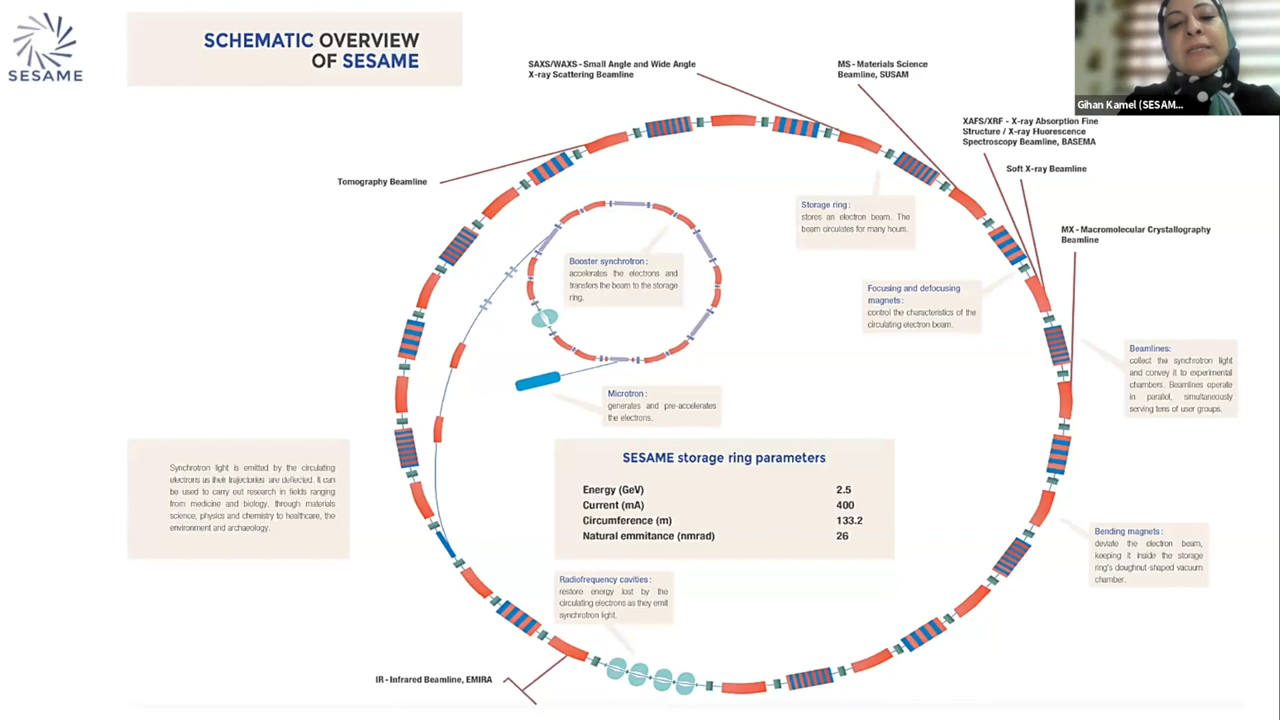 SESAME
SCHEMATIC OVERVIEW
OF SESAME
Gihan Kamel (SESAM...
SAXS/WAXS - Small Angle and Wide Angle
X-ray Scattering Beamline
MS - Materials Science
Beamline, SUSAM
XAFS/XRF - X-ray Absorption Fine
Structure / X-ray Fluorescence
Spectroscopy Beamline, BASEMA
Soft X-ray Beamline
Tomography Beamline
MX - Macromolecular Crystallography
Beamline
Storage ring:
stores an electron beam. The
beam circulates for many hours.
Booster synchrotron:
accelerates the electrons and
transfers the beam to the storage
ring.
Focusing and defocusing
magnets:
control the characteristics of the
circulating electron beam.
Beamlines:
collect the synchrotron light
and convey it to experimental
chambers. Beamlines operate
in parallel, simultaneously
serving tens of user groups.
Microtron:
generates and pre-accelerates
the electrons.
Synchrotron light is emitted by the circulating
electrons as their trajectories are deflected. It can
be used to carry out research in fields ranging
from medicine and biology, through materials
science, physics and chemistry to healthcare, the
environment and archaeology.
SESAME storage ring parameters
Energy (GeV) 2.5
Current (mA) 400
Circumference (m) 133.2
Natural emmitance (nmrad) 26
Bending magnets:
deviate the electron beam,
keeping it inside the storage
ring's doughnut-shaped vacuum
chamber.
Radiofrequency cavities:
restore energy lost by the
circulating electrons as they emit
synchrotron light.
IR - Infrared Beamline, EMIRA